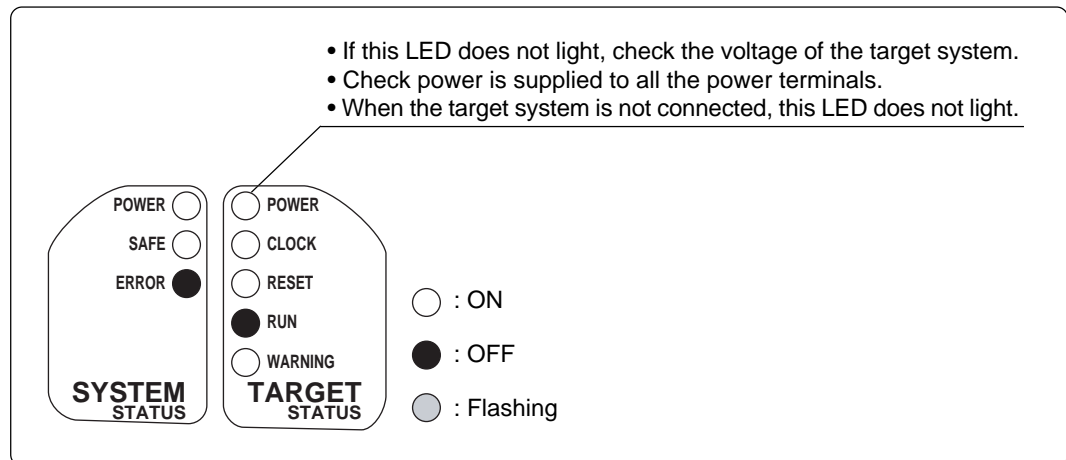 • If this LED does not light, check the voltage of the target system.
• Check power is supplied to all the power terminals.
• When the target system is not connected, this LED does not light.
POWER
SAFE
ERROR
SYSTEM
STATUS
POWER
CLOCK
RESET
RUN
WARNING
TARGET
STATUS
: ON
: OFF
: Flashing